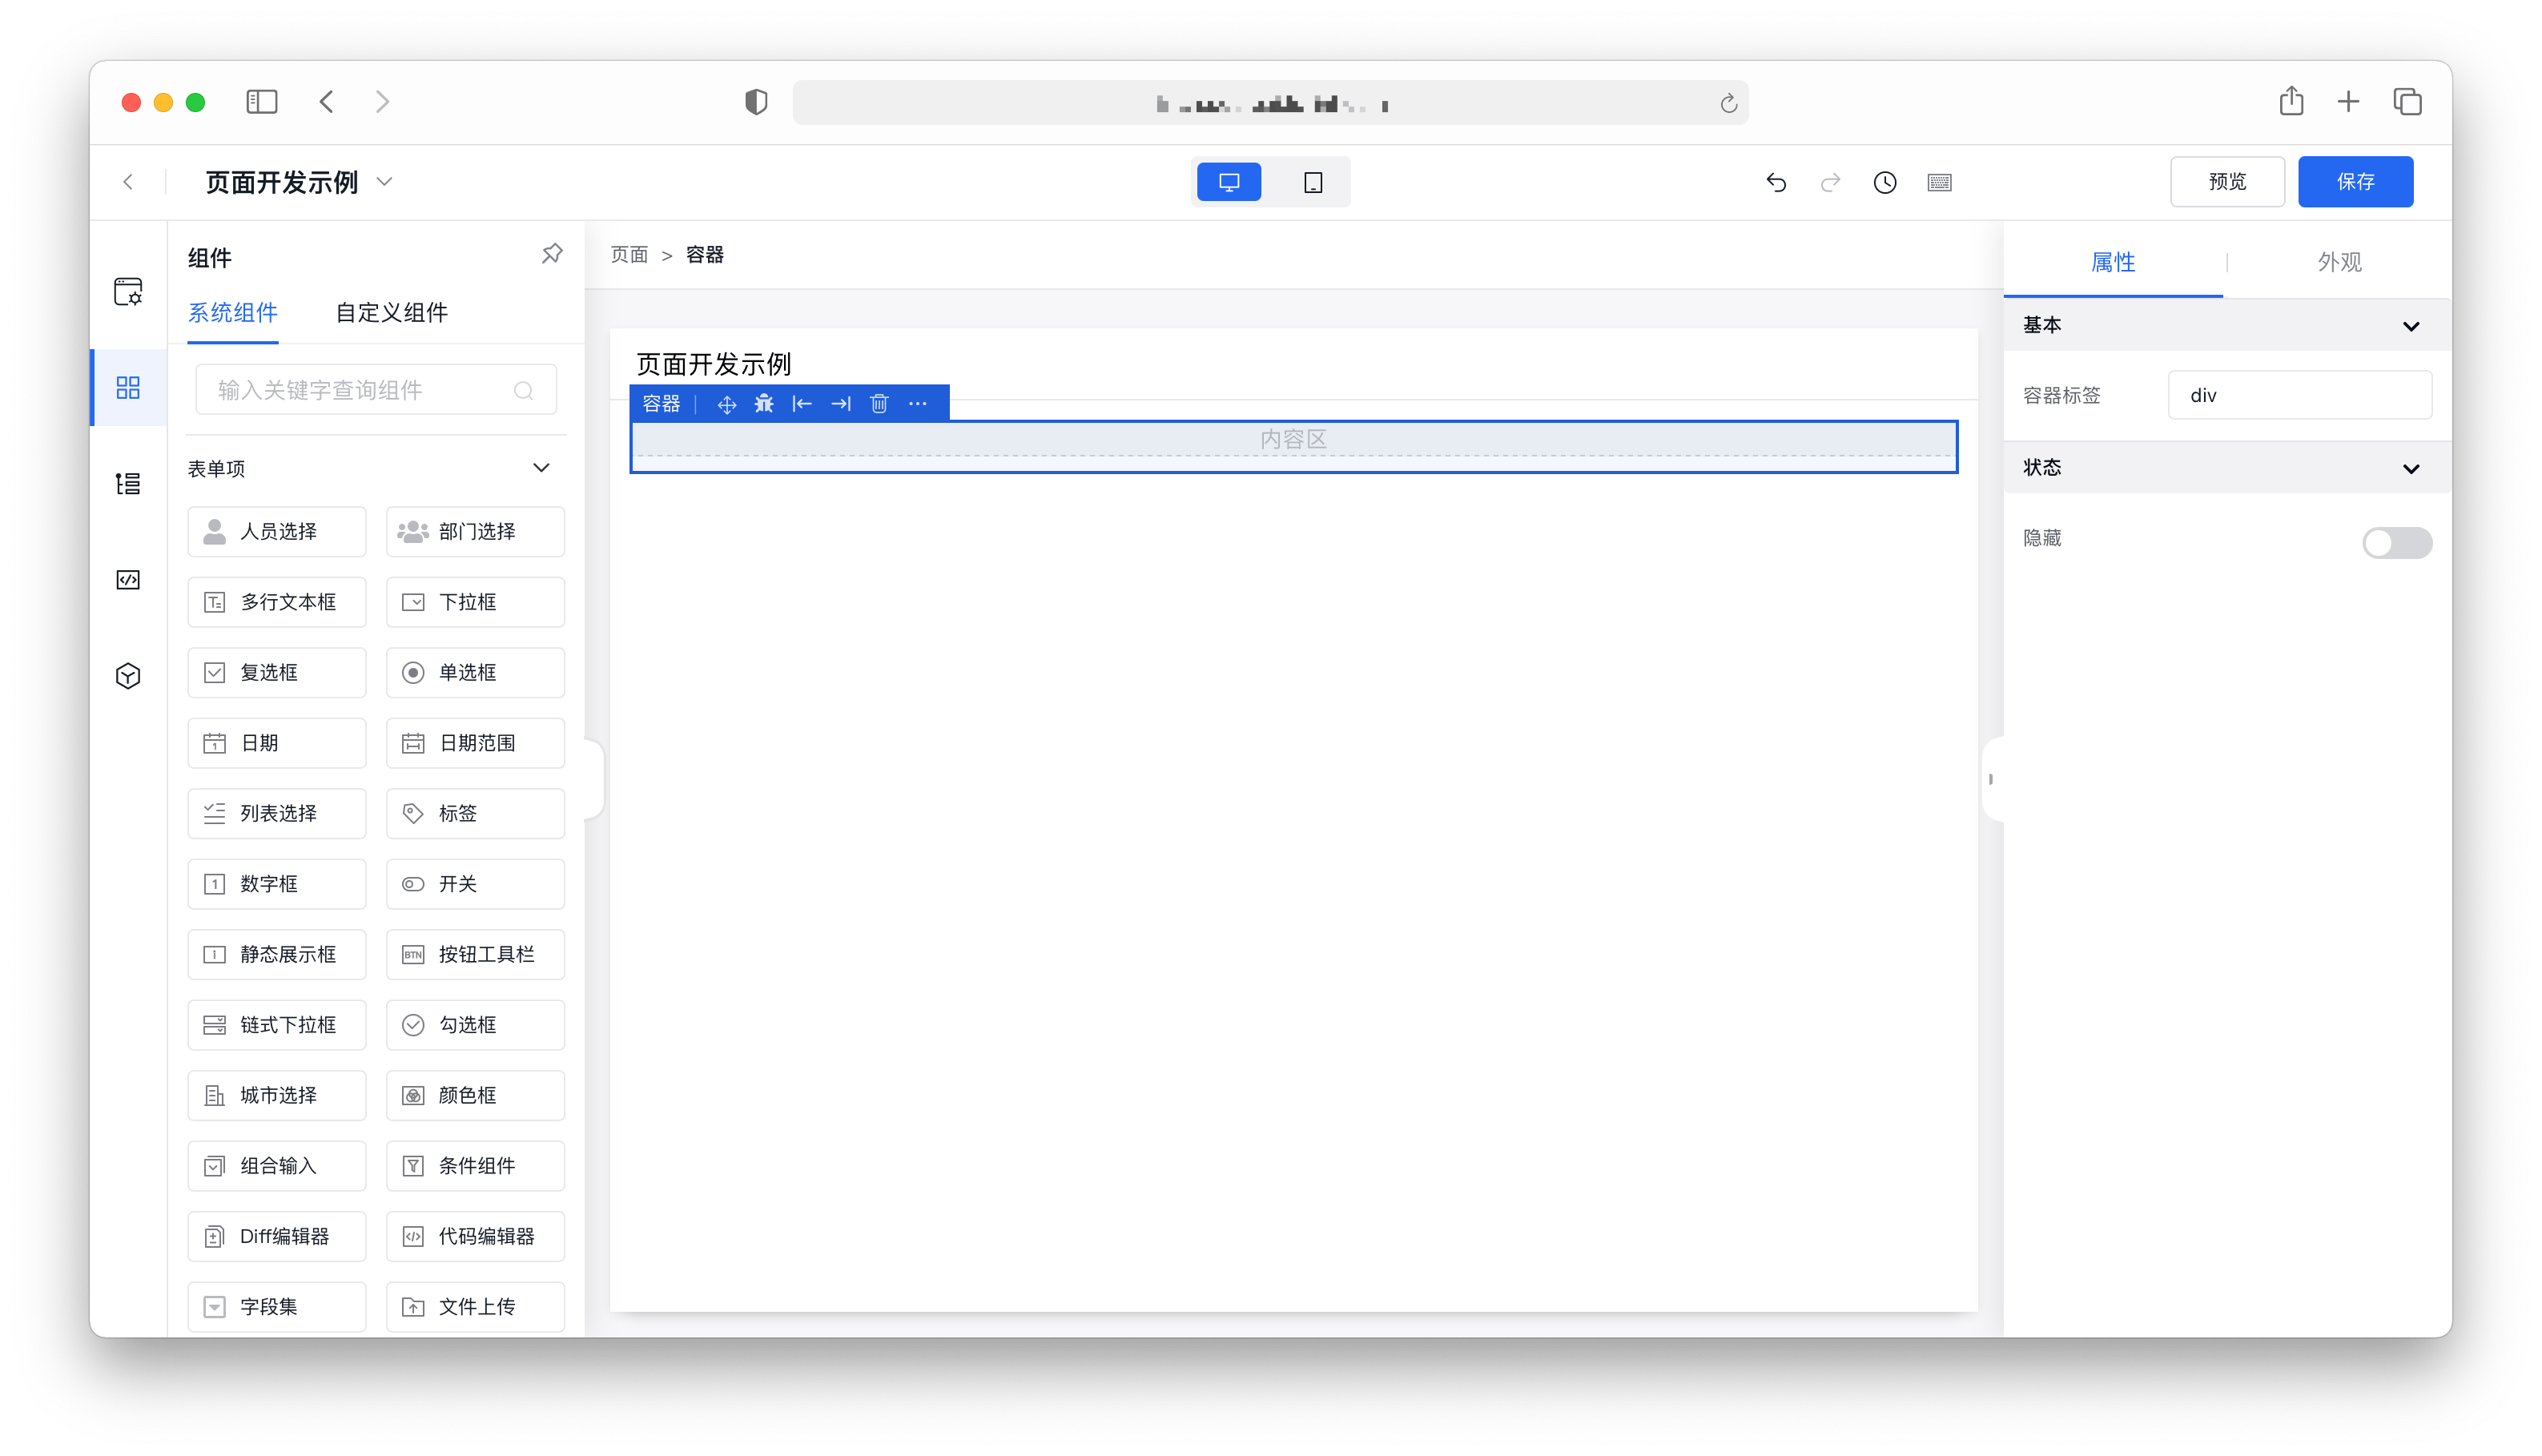 页面开发示例
预览
保存
组件
系统组件
自定义组件
输入关键字查询组件
表单项
人员选择
部门选择
多行文本框
下拉框
复选框
单选框
日期
日期范围
列表选择
标签
数字框
开关
静态展示框
按钮工具栏
链式下拉框
勾选框
城市选择
颜色框
组合输入
条件组件
Diff编辑器
代码编辑器
字段集
文件上传
页面 > 容器
页面开发示例
容器
内容区
属性
外观
基本
容器标签
div
状态
隐藏